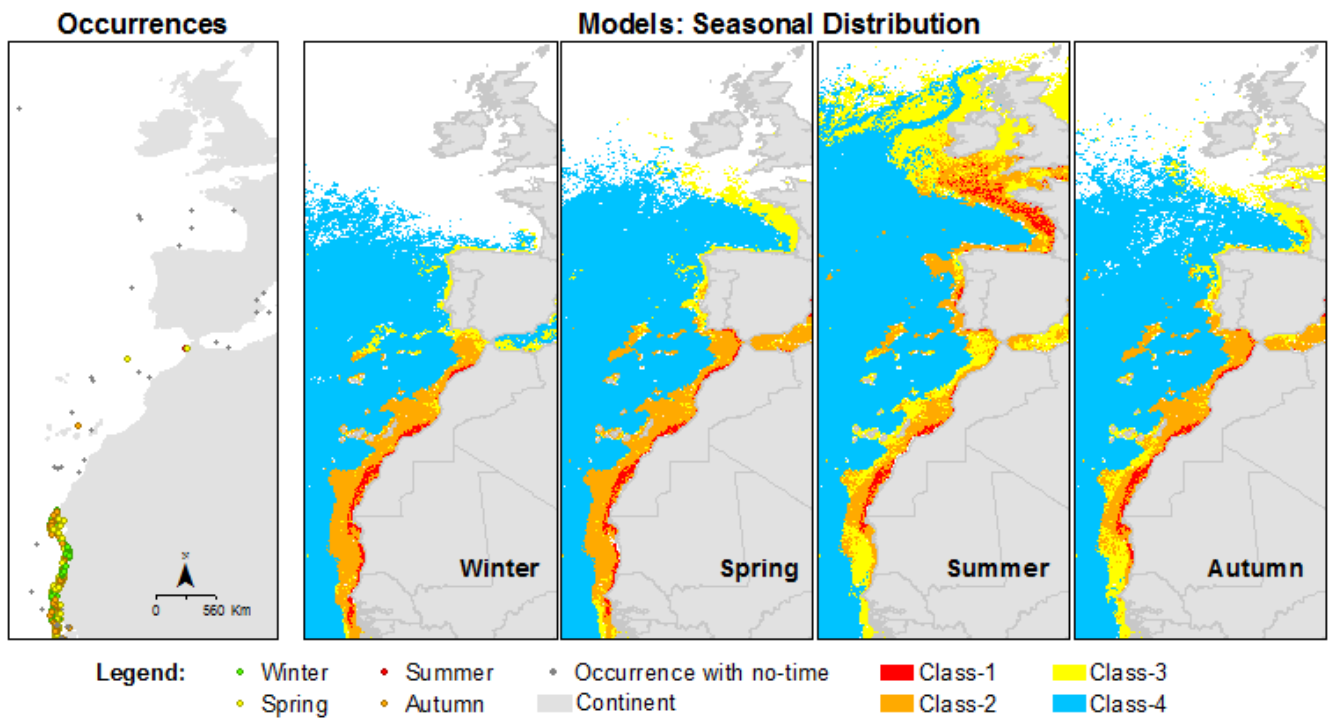 Occurrences
Models: Seasonal Distribution
N
0 560 Km
Winter
Spring
Summer
Autumn
Legend:
Winter
Summer
Occurrence with no-time
Class-1
Class-3
Spring
Autumn
Continent
Class-2
Class-4